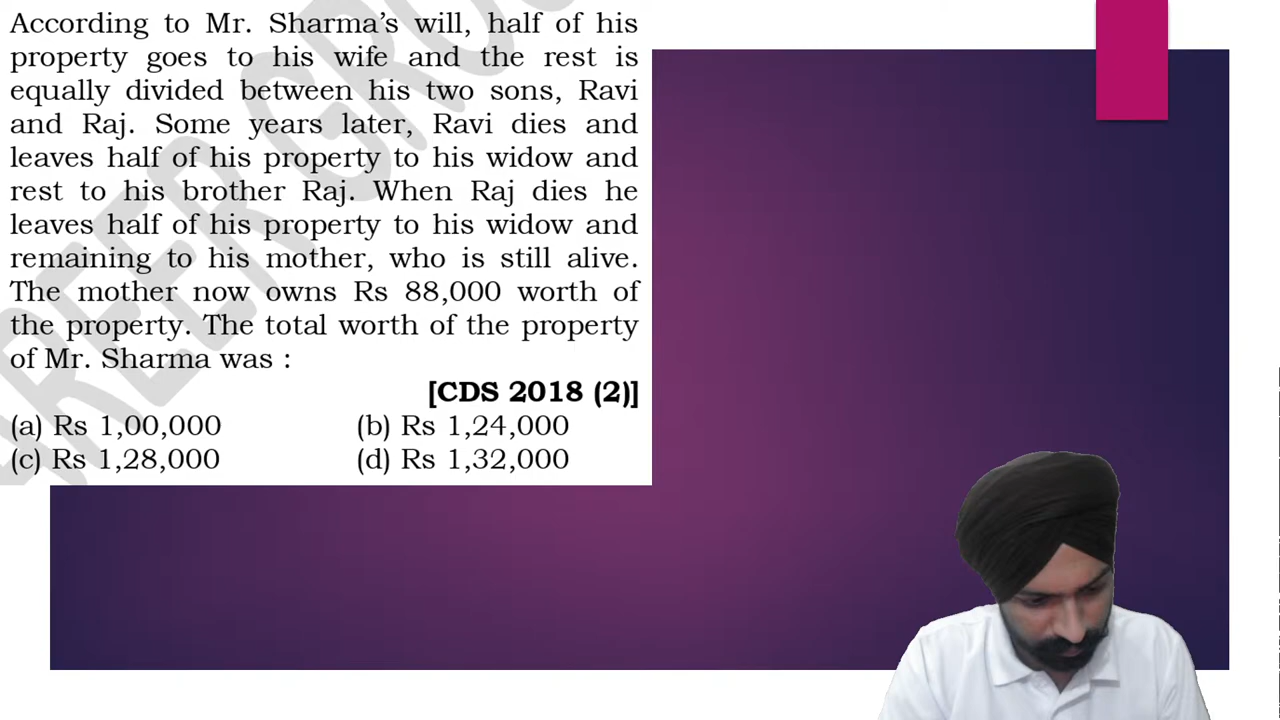 According to Mr. Sharma’s will, half of his
property goes to his wife and the rest is
equally divided between his two sons, Ravi
and Raj. Some years later, Ravi dies and
leaves half of his property to his widow and
rest to his brother Raj. When Raj dies he
leaves half of his property to his widow and
remaining to his mother, who is still alive.
The mother now owns Rs 88,000 worth of
the property. The total worth of the property
of Mr. Sharma was :
[CDS 2018 (2)]
(a) Rs 1,00,000 (b) Rs 1,24,000
(c) Rs 1,28,000 (d) Rs 1,32,000